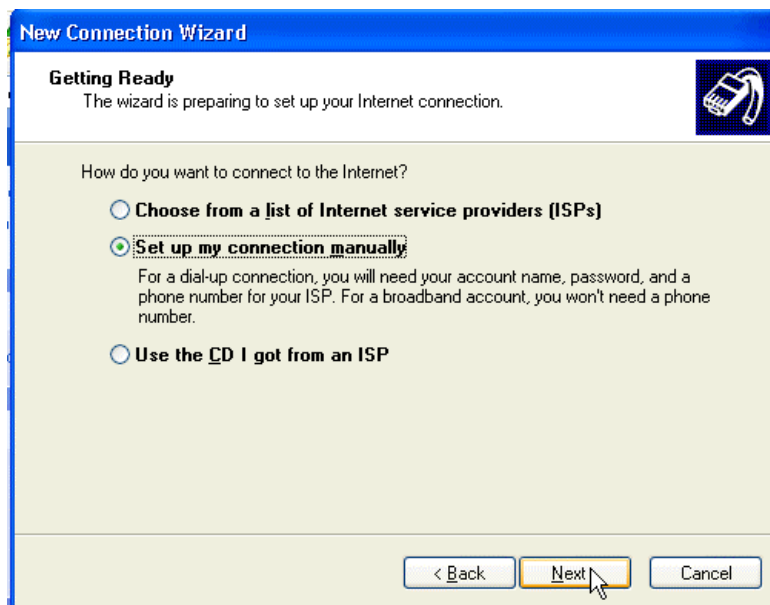 New Connection Wizard
Getting Ready
The wizard is preparing to set up your Internet connection.
How do you want to connect to the Internet?
Choose from a list of Internet service providers (ISPs)
Set up my connection manually
For a dial-up connection, you will need your account name, password, and a
phone number for your ISP. For a broadband account, you won't need a phone
number.
Use the CD I got from an ISP
< Back Next > Cancel